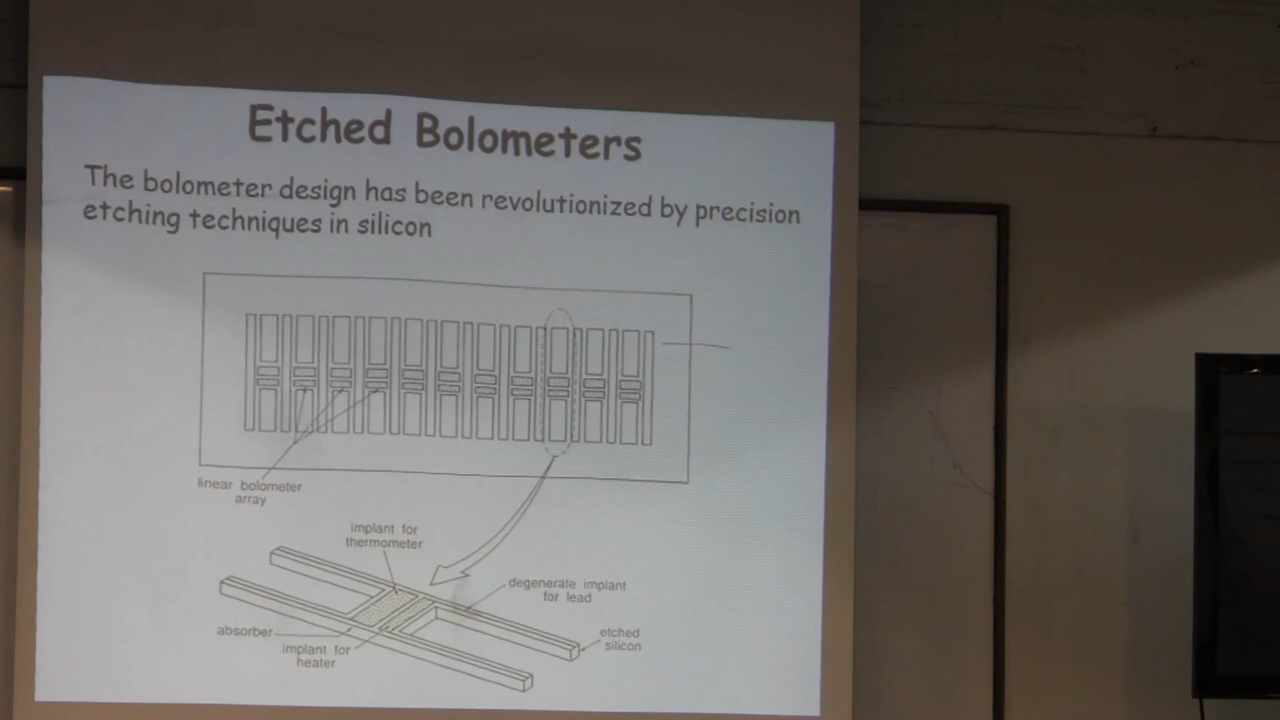 Etched Bolometers
The bolometer design has been revolutionized by precision
etching techniques in silicon
linear bolometer
array
implant for
thermometer
degenerate implant
for lead
absorber
implant for
heater
etched
silicon